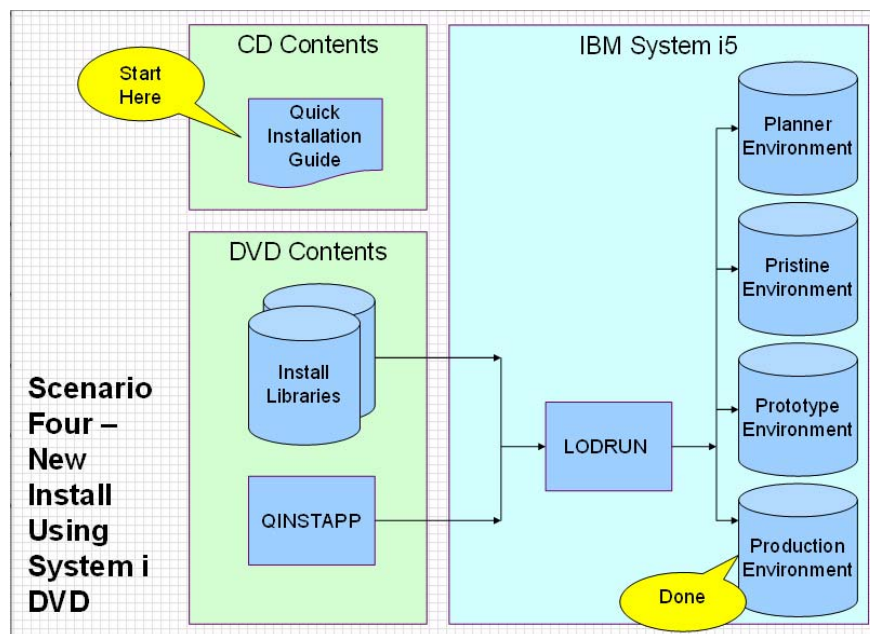 CD Contents
Start
Here
Quick
Installation
Guide
DVD Contents
Install
Libraries
QINSTAPP
Scenario
Four –
New
Install
Using
System i
DVD
IBM System i5
LODRUN
Planner
Environment
Pristine
Environment
Prototype
Environment
Production
Environment
Done